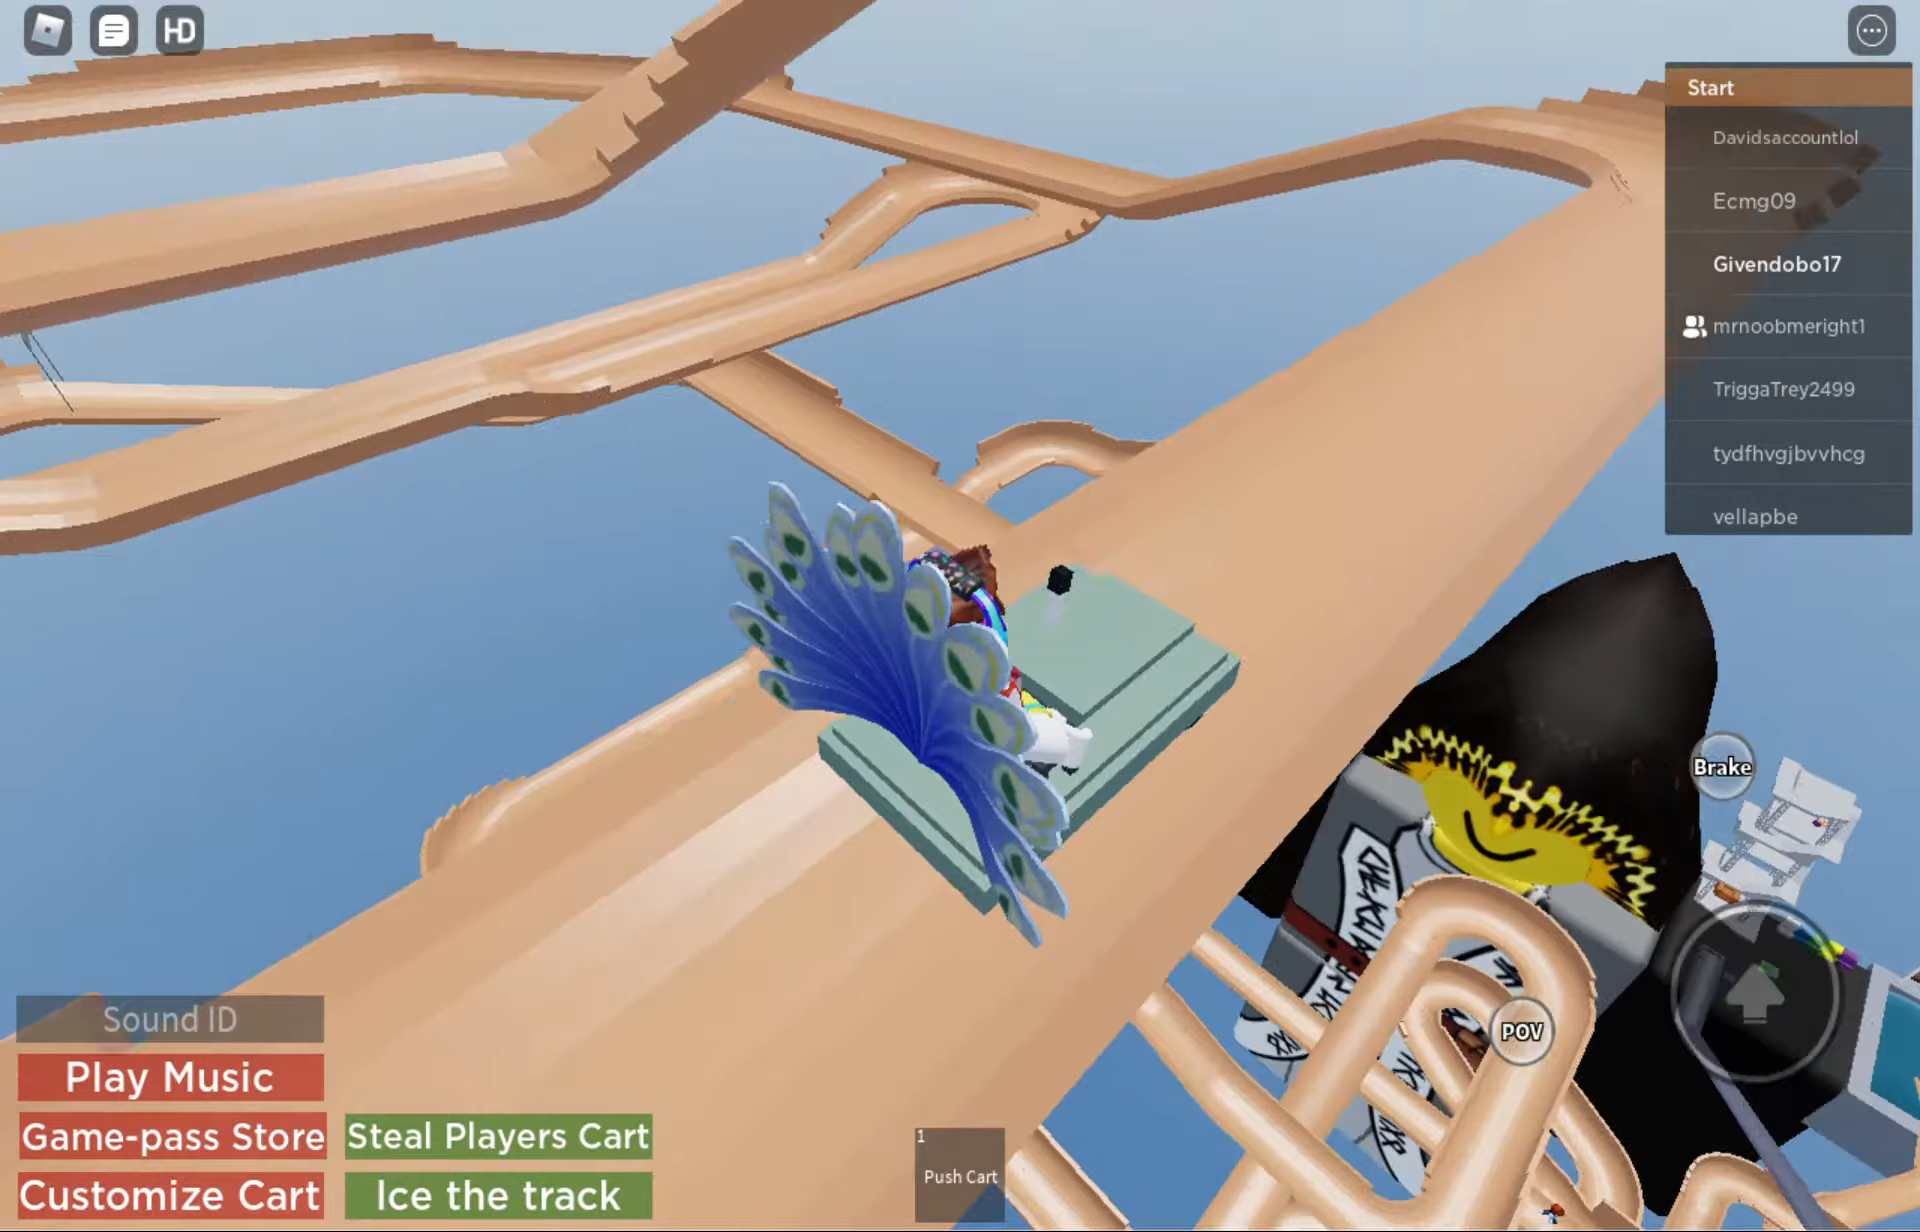 HD
Start
Davidsaccountlol
Ecmg09
Givendobo17
mrnoobmeright1
TriggaTrey2499
tydfhvgjbvvhcg
vellapbe
Brake
POV
Sound ID
Play Music
Game-pass Store
Steal Players Cart
Customize Cart
Ice the track
1
Push Cart